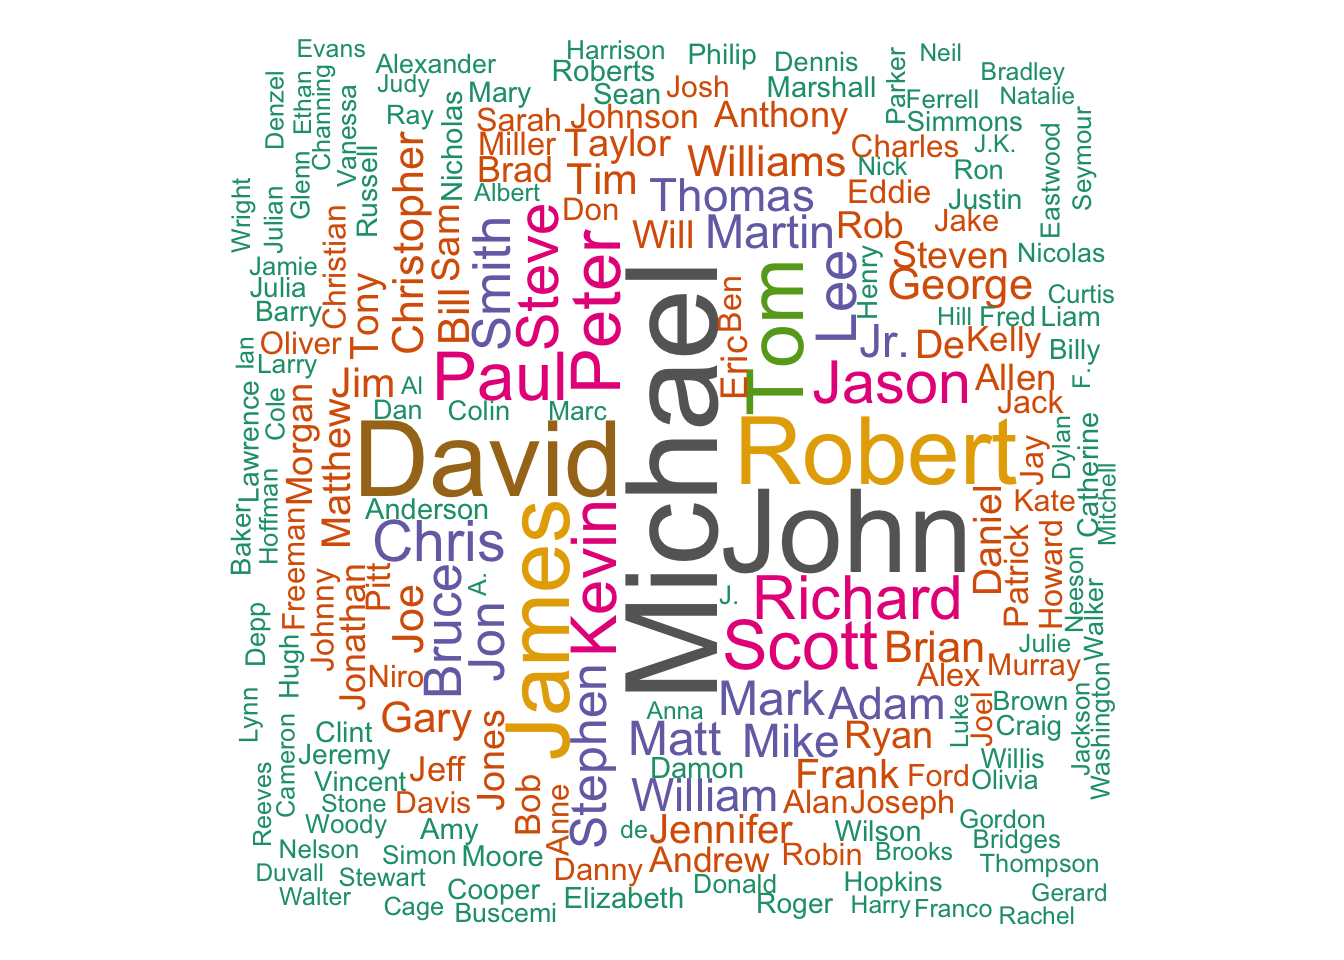 Evans
Harrison
Philip
Dennis
Neil
Alexander
Roberts
Bradley
Denzel
Ethan
Channing
Judy
Mary
Sean
Josh
Marshall
Parker
Ferrell
Natalie
Vanessa
Ray
Nicholas
Sarah
Johnson
Anthony
Simmons
Miller
Taylor
Charles
J.K.
Eastwood
Seymour
Glenn
Russell
Christopher
Brad
Tim
Williams
Nick
Ron
Wright
Julian
Albert
Thomas
Eddie
Justin
Christian
Sam
Smith
Steve
Don
Peter
Will
Martin
Rob
Jake
Jamie
Julia
Tony
Bill
Michael
Eric
Ben
Tom
Lee
Henry
Steven
Nicolas
George
Curtis
Barry
Hill
Fred
Liam
Ian
Oliver
Jr.
De
Kelly
Billy
Larry
Jim
Al
Paul
Jason
Allen
F.
Lawrence
Cole
Morgan
Matthew
Dan
Colin
Marc
Jack
David
Robert
Jay
Dylan
Catherine
Mitchell
Baker
Hoffman
Freeman
Anderson
James
Kevin
John
Daniel
Kate
Chris
Patrick
Howard
Neeson
Walker
Depp
Hugh
Johnny
Jonathan
Pitt
Joe
Bruce
A.
Jon
J.
Richard
Scott
Brian
Julie
Niro
Stephen
Alex
Murray
Lynn
Cameron
Gary
Jones
Anna
Mark
Adam
Luke
Joel
Brown
Jackson
Washington
Clint
Matt
Mike
Ryan
Craig
Reeves
Jeremy
Jeff
Damon
Frank
Ford
Willis
Vincent
Bob
Anne
William
Alan
Joseph
Olivia
Stone
Davis
Woody
Amy
de
Jennifer
Wilson
Gordon
Nelson
Simon
Moore
Andrew
Robin
Brooks
Bridges
Duvall
Stewart
Danny
Thompson
Walter
Cooper
Elizabeth
Donald
Hopkins
Gerard
Cage
Buscemi
Roger
Harry
Franco
Rachel